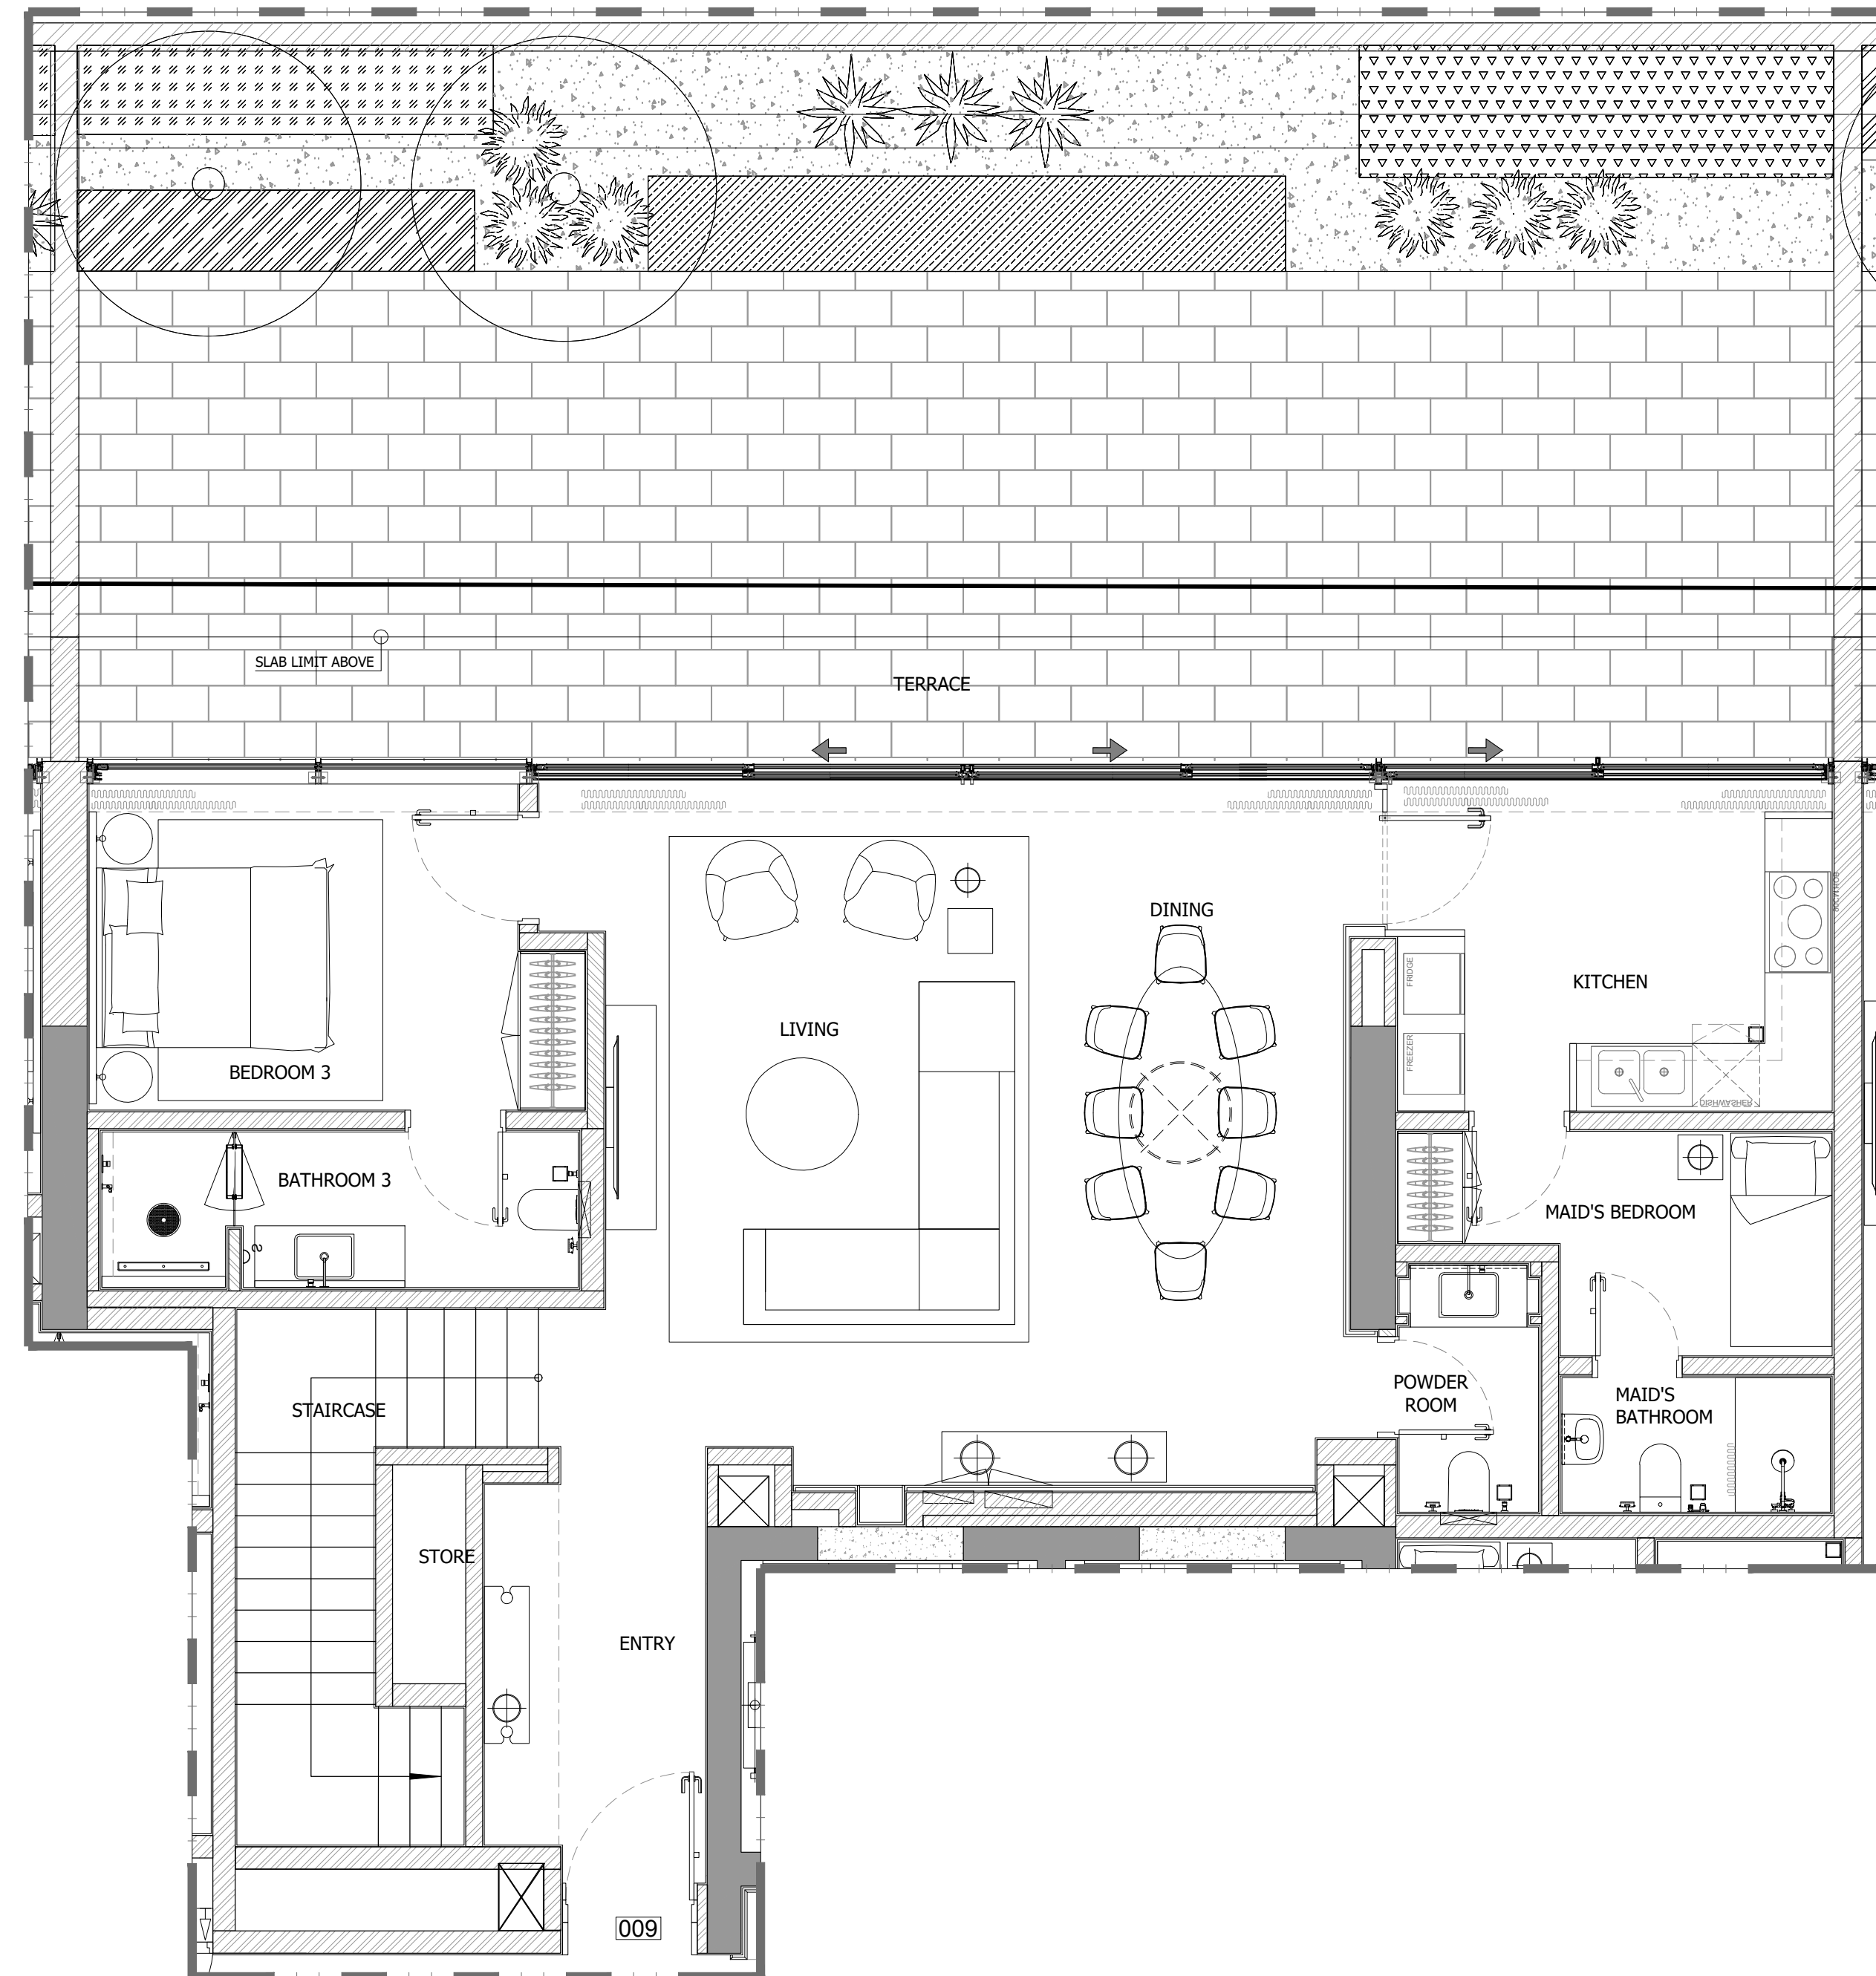 SLAB LIMIT ABOVE
TERRACE
DINING
FRIDGE
KITCHEN
LIVING
FREEZER
BEDROOM 3
DISHWASHER
BATHROOM 3
MAID'S BEDROOM
POWDER
ROOM
MAID'S
BATHROOM
STAIRCASE
STORE
ENTRY
009